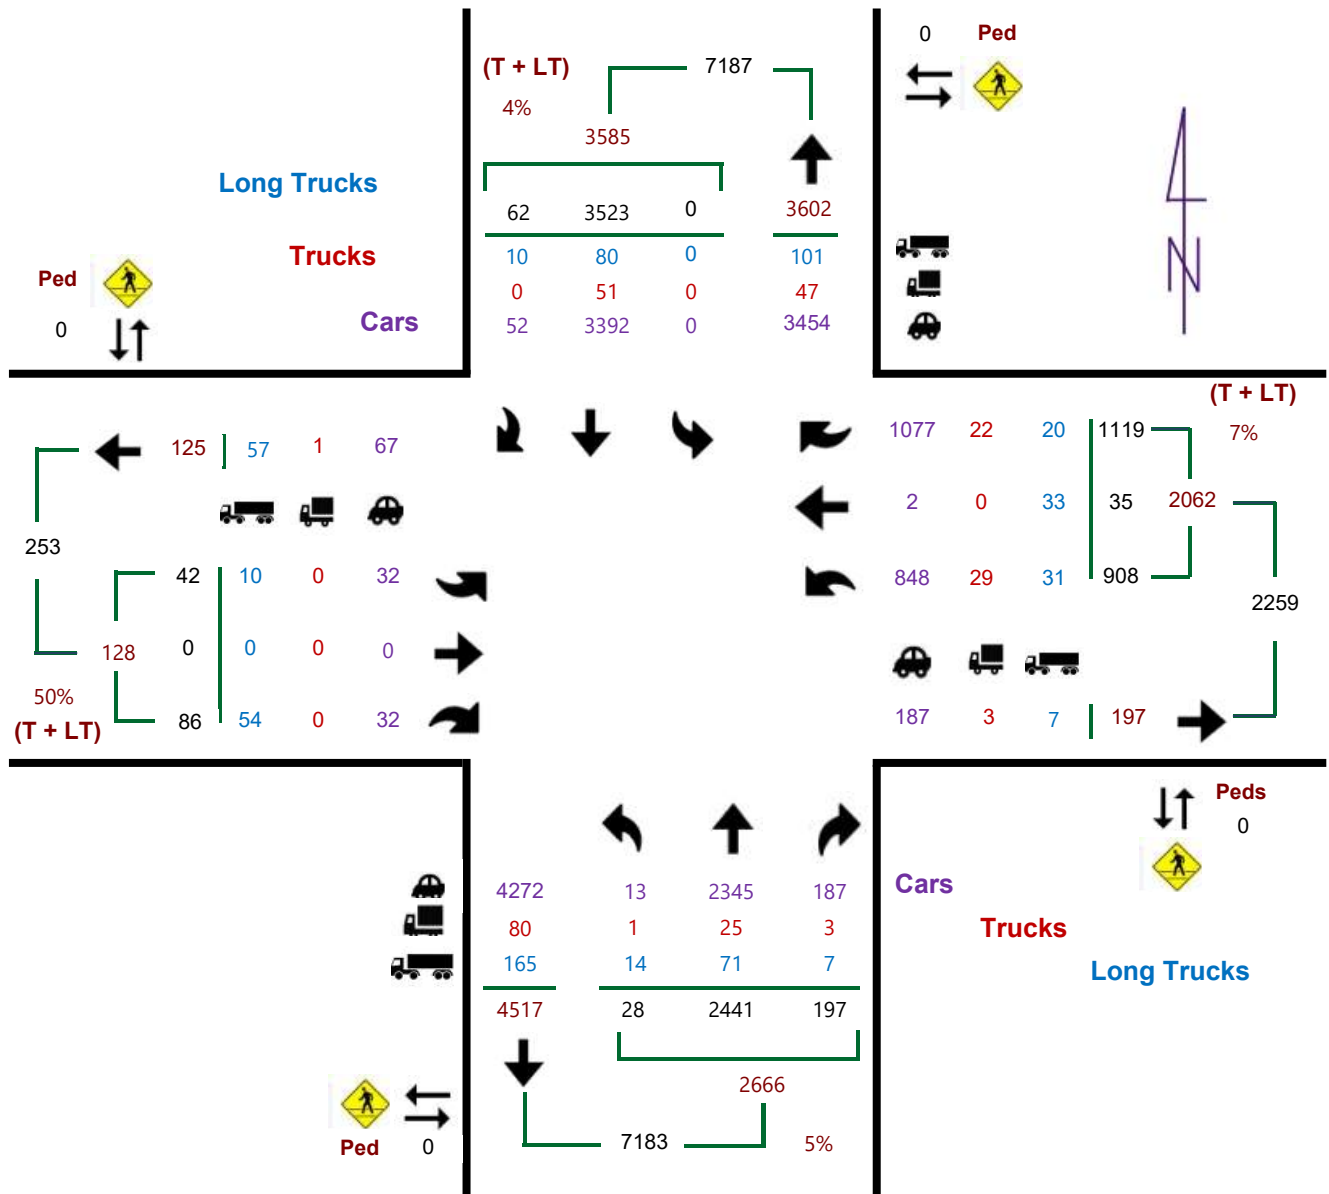 0 Ped
(T + LT) 7187
4%
3585
Long Trucks
62 3523 0 3602
Trucks 10 80 0 101
Ped 0 51 0 47
0 Cars 52 3392 0 3454
N
(T + LT)
125 57 1 67 1077 22 20 1119 7%
2 0 33 35 2062
253
42 10 0 32 848 29 31 908
2259
128 0 0 0 0
50%
86 54 0 32 187 3 7 197
(T + LT)
Peds
0
4272 13 2345 187 Cars
80 1 25 3 Trucks
165 14 71 7 Long Trucks
4517 28 2441 197
2666
Ped 0 7183 5%